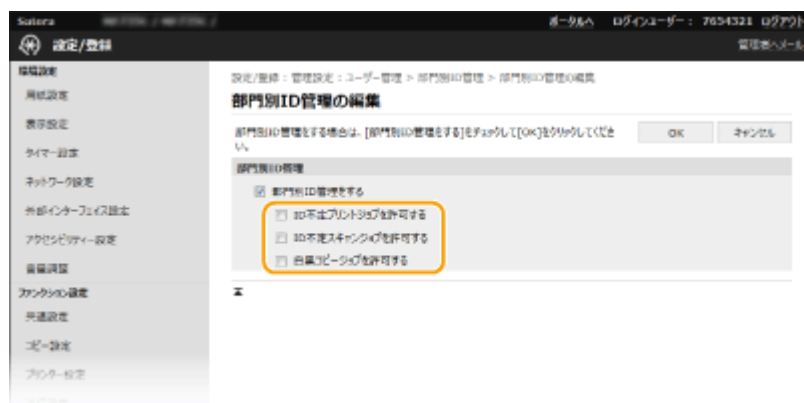 Satera
ポータルへ ログインユーザー: 7654321 ログアウト
設定/登録
管理者へメール
環境設定
用紙設定
表示設定
タイマー設定
ネットワーク設定
外部インターフェイス設定
アクセシビリティー設定
音量調整
ファンクション設定
共通設定
コピー設定
プリンター設定
設定/登録 : 管理設定 : ユーザー管理 > 部門別ID管理 > 部門別ID管理の編集
部門別ID管理の編集
部門別ID管理をする場合は、[部門別ID管理をする]をチェックして[OK]をクリックしてくださ
い。
OK
キャンセル
部門別ID管理
部門別ID管理をする
ID不定プリントジョブを許可する
ID不定スキャンジョブを許可する
白黒コピージョブを許可する